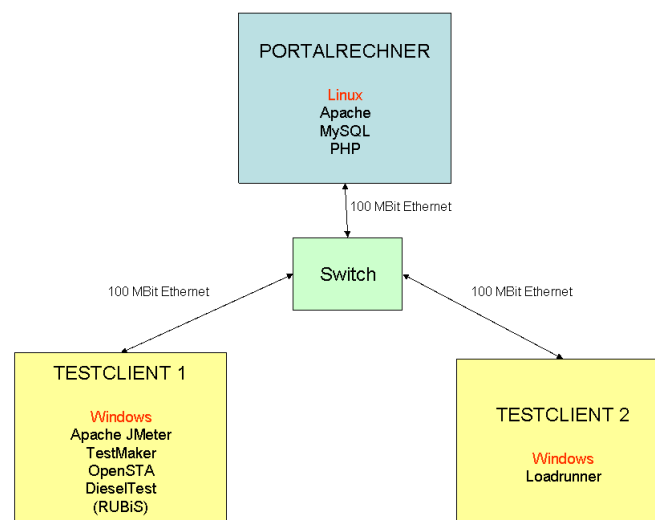 PORTALRECHNER
Linux
Apache
MySQL
PHP
100 MBit Ethernet
Switch
100 MBit Ethernet
100 MBit Ethernet
TESTCLIENT 1
Windows
Apache JMeter
TestMaker
OpenSTA
DieselTest
(RUBiS)
TESTCLIENT 2
Windows
Loadrunner